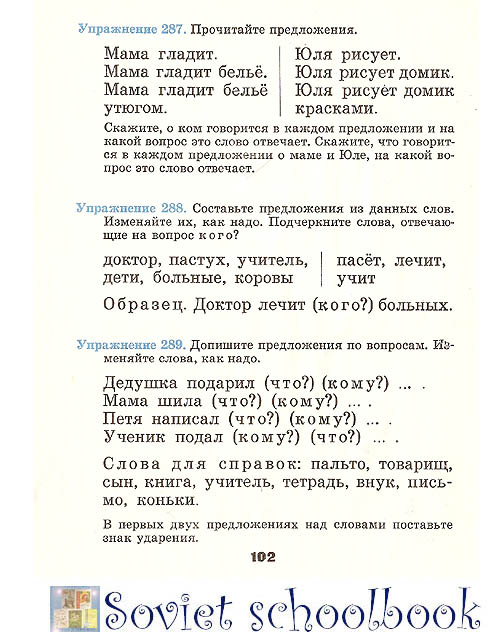 Упражнение 287. Прочитайте предложения.
Мама гладит.
Мама гладит бельё.
Мама гладит бельё
утюгом.
Юля рисует.
Юля рисует домик.
Юля рисует домик
красками.
Скажите, о ком говорится в каждом предложении и на
какой вопрос это слово отвечает. Скажите, что говорит-
ся в каждом предложении о маме и Юле, на какой во-
прос это слово отвечает.
Упражнение 288. Составьте предложения из данных слов.
Изменяйте их, как надо. Подчеркните слова, отвечаю-
щие на вопрос кого?
доктор, пастух, учитель,
дети, больные, коровы
пасёт, лечит,
учит
Образец. Доктор лечит (кого?) больных.
Упражнение 289. Допишите предложения по вопросам. Из-
меняйте слова, как надо.
Дедушка подарил (что?) (кому?) ... .
Мама шила (что?) (кому?) ... .
Петя написал (что?) (кому?) ... .
Ученик подал (кому?) (что?) ... .
Слова для справок: пальто, товарищ,
сын, книга, учитель, тетрадь, внук, пись-
мо, коньки.
В первых двух предложениях над словами поставьте
знак ударения.
102
Soviet schoolbook